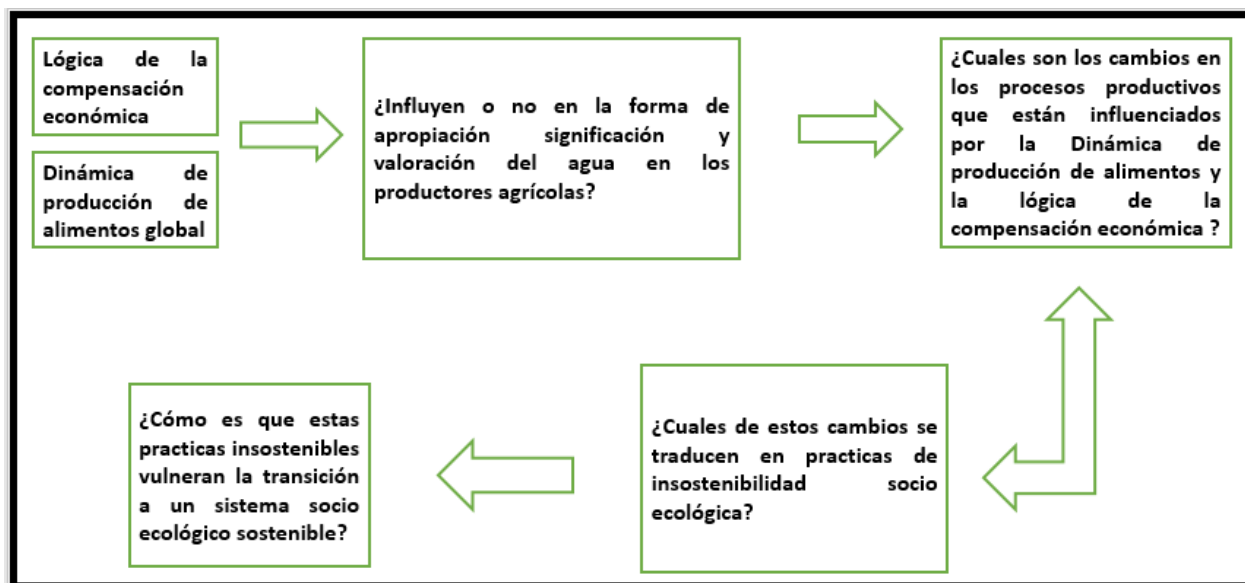 Lógica de la
compensación
económica
Dinámica de
producción de
alimentos global
¿Influyen o no en la forma de
apropiación significación y
valoración del agua en los
productores agrícolas?
¿Cuales son los cambios en
los procesos productivos
que están influenciados
por la Dinámica de
producción de alimentos y
la lógica de la
compensación económica ?
¿Cuales de estos cambios se
traducen en practicas de
insostenibilidad socio
ecológica?
¿Cómo es que estas
practicas insostenibles
vulneran la transición
a un sistema socio
ecológico sostenible?